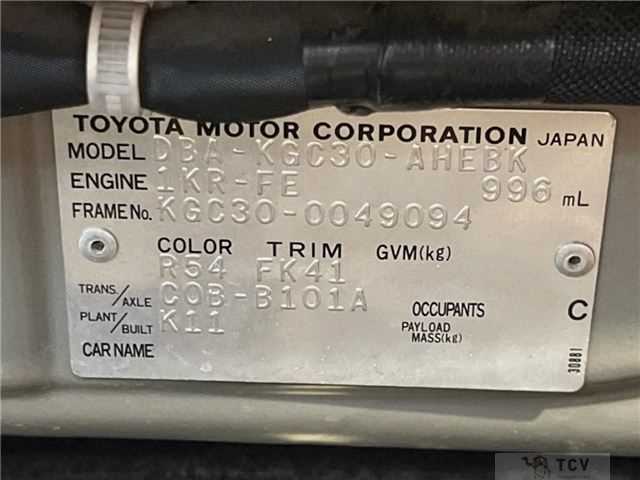 TOYOTA MOTOR CORPORATION JAPAN
MODEL DBA-KGC30-AHEBK
ENGINE 1KR-FE 996 mL
FRAME No. KGC30-0049094
COLOR TRIM GVM(kg)
R54 FK41
TRANS./AXLE C0B-B101A OCCUPANTS C
PLANT/BUILT K11 PAYLOAD MASS(kg)
CAR NAME
30881
TCV